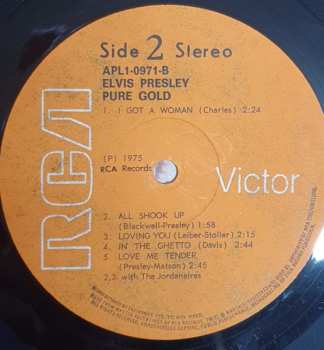 Side 2 Stereo
APL1-0971-B
ELVIS PRESLEY
PURE GOLD
1. I GOT A WOMAN (Charles) 2:24
RCA
(P) 1975
RCA Records
Victor
2. ALL SHOOK UP
(Blackwell-Presley) 1:58
3. LOVING YOU (Leiber-Stoller) 2:15
4. IN THE GHETTO (Davis) 2:44
5. LOVE ME TENDER
(Presley-Matson) 2:45
2,3 with The Jordanaires